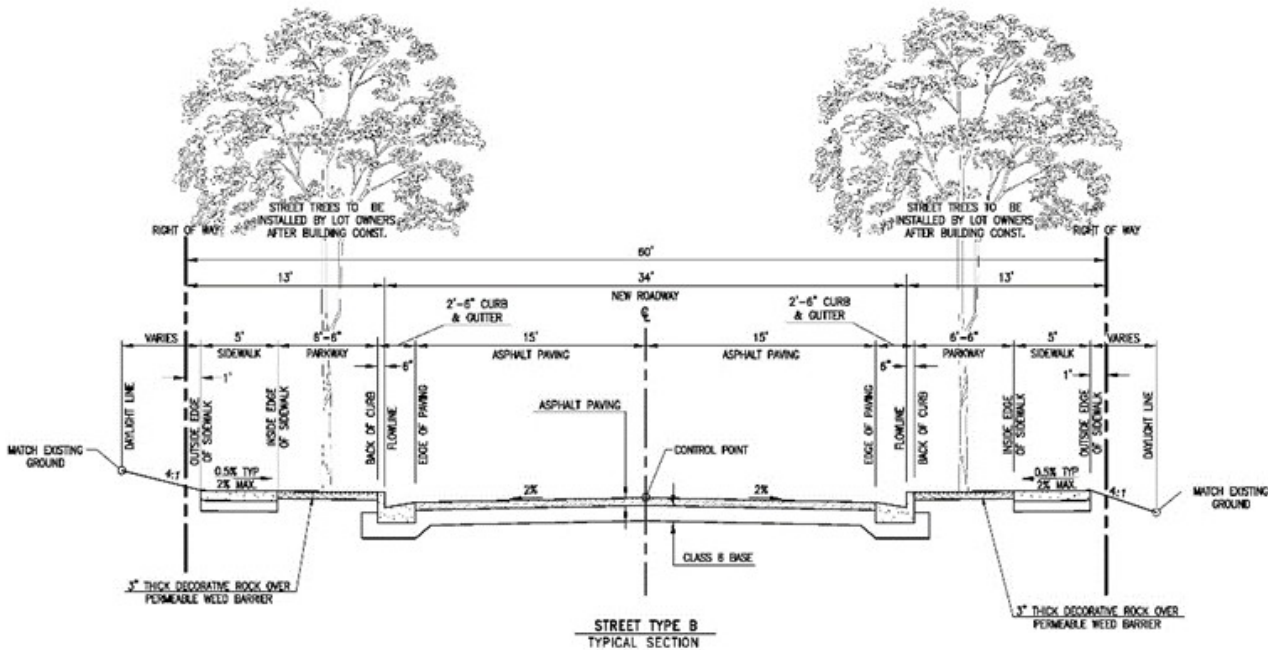 STREET TREES TO BE
INSTALLED BY LOT OWNERS
AFTER BUILDING CONST.
STREET TREES TO BE
INSTALLED BY LOT OWNERS
AFTER BUILDING CONST.
RIGHT OF WAY
RIGHT OF WAY
60'
13'
34'
13'
NEW ROADWAY
2'-6" CURB
& GUTTER
2'-6" CURB
& GUTTER
℄
VARIES
5'
SIDEWALK
6'-6"
PARKWAY
15'
ASPHALT PAVING
15'
ASPHALT PAVING
6'-6"
PARKWAY
5'
SIDEWALK
VARIES
1'
6"
6"
1'
DAYLIGHT LINE
OUTSIDE EDGE
OF SIDEWALK
INSIDE EDGE
OF SIDEWALK
BACK OF CURB
FLOWLINE
EDGE OF PAVING
ASPHALT PAVING
CONTROL POINT
EDGE OF PAVING
FLOWLINE
BACK OF CURB
INSIDE EDGE
OF SIDEWALK
OUTSIDE EDGE
OF SIDEWALK
DAYLIGHT LINE
MATCH EXISTING
GROUND
4:1
0.5% TYP
2% MAX.
2%
2%
0.5% TYP
2% MAX.
4:1
MATCH EXISTING
GROUND
CLASS 6 BASE
3" THICK DECORATIVE ROCK OVER
PERMEABLE WEED BARRIER
3" THICK DECORATIVE ROCK OVER
PERMEABLE WEED BARRIER
STREET TYPE B
TYPICAL SECTION